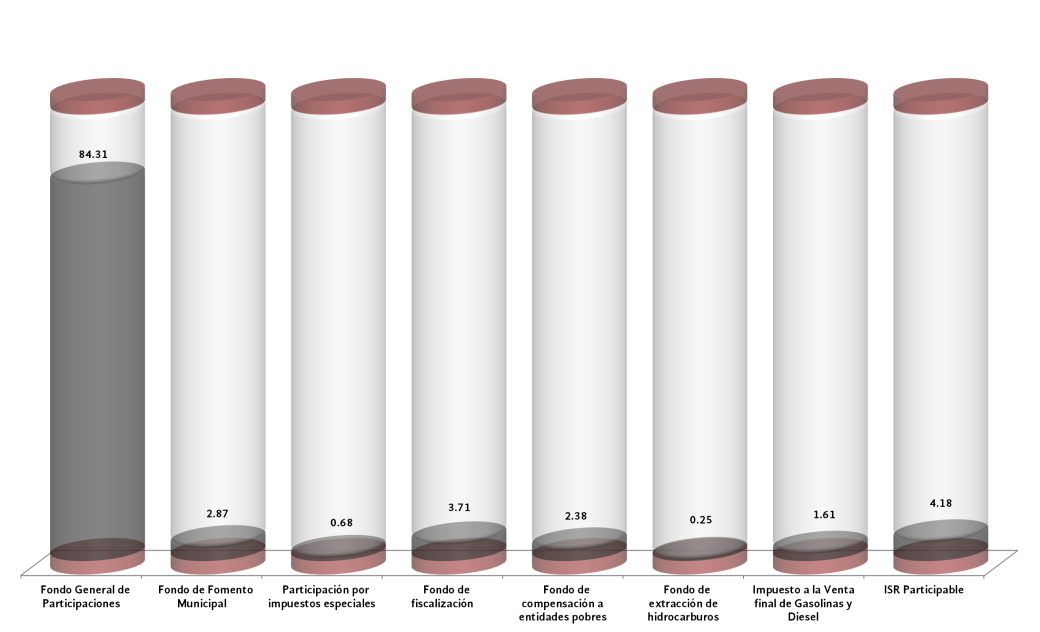 84.31
2.87
0.68
3.71
2.38
0.25
1.61
4.18
Fondo General de
Participaciones
Fondo de Fomento
Municipal
Participación por
impuestos especiales
Fondo de
fiscalización
Fondo de
compensación a
entidades pobres
Fondo de
extracción de
hidrocarburos
Impuesto a la Venta
final de Gasolinas y
Diesel
ISR Participable